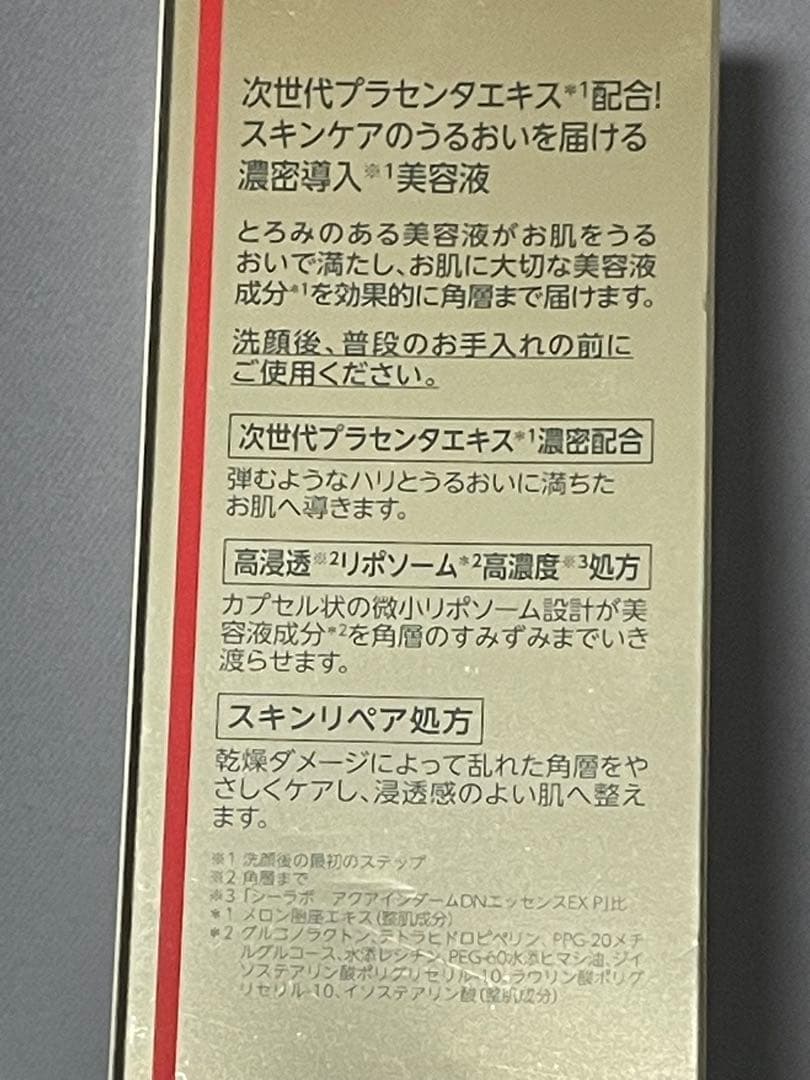 次世代プラセンタエキス*1配合!
スキンケアのうるおいを届ける
濃密導入※1美容液
とろみのある美容液がお肌をうる
おいで満たし、お肌に大切な美容液
成分*1を効果的に角層まで届けます。
洗顔後、普段のお手入れの前に
ご使用ください。
次世代プラセンタエキス*1濃密配合
弾むようなハリとうるおいに満ちた
お肌へ導きます。
高浸透※2リポソーム*2高濃度※3処方
カプセル状の微小リポソーム設計が美
容液成分*2を角層のすみずみまでいき
渡らせます。
スキンリペア処方
乾燥ダメージによって乱れた角層をや
さしくケアし、浸透感のよい肌へ整え
ます。
※1 洗顔後の最初のステップ
※2 角層まで
※3 「シーラボ アクアインダームDNエッセンスEX P」比
*1 メロン胎座エキス(整肌成分)
*2 グルコノラクトン、テトラヒドロピペリン、PPG-20メチ
ルグルコース、水添レシチン、PEG-60水添ヒマシ油、ジイ
ソステアリン酸ポリグリセリル-10、ラウリン酸ポリグ
リセリル-10、イソステアリン酸(整肌成分)